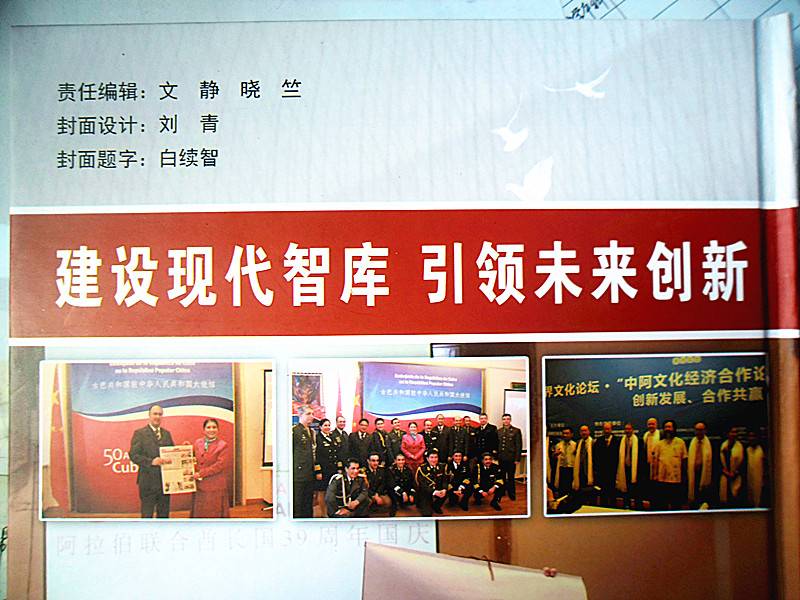 责任编辑：文 静 晓 竺
封面设计：刘 青
封面题字：白续智
建设现代智库 引领未来创新
古巴共和国驻中华人民共和国大使馆
50
Cub
古巴共和国驻中华人民共和国大使馆
界文化论坛·“中阿文化经济合作论
创新发展、合作共赢
阿拉伯联合酋长国39周年国庆